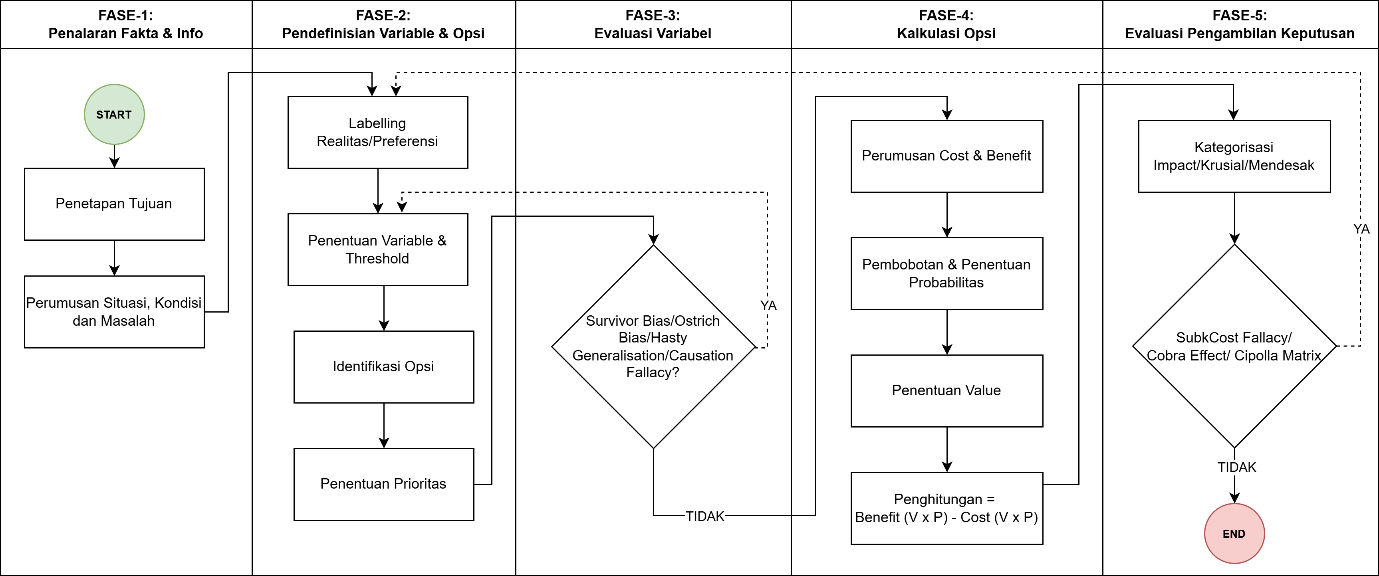 FASE-1:
Penalaran Fakta & Info
FASE-2:
Pendefinisian Variable & Opsi
FASE-3:
Evaluasi Variabel
FASE-4:
Kalkulasi Opsi
FASE-5:
Evaluasi Pengambilan Keputusan
START
Penetapan Tujuan
Perumusan Situasi, Kondisi
dan Masalah
Labelling
Realitas/Preferensi
Penentuan Variable &
Threshold
Identifikasi Opsi
Penentuan Prioritas
Survivor Bias/Ostrich
Bias/Hasty
Generalisation/Causation
Fallacy?
YA
TIDAK
Perumusan Cost & Benefit
Pembobotan & Penentuan
Probabilitas
Penentuan Value
Penghitungan =
Benefit (V x P) - Cost (V x P)
Kategorisasi
Impact/Krusial/Mendesak
SubkCost Fallacy/
Cobra Effect/ Cipolla Matrix
YA
TIDAK
END